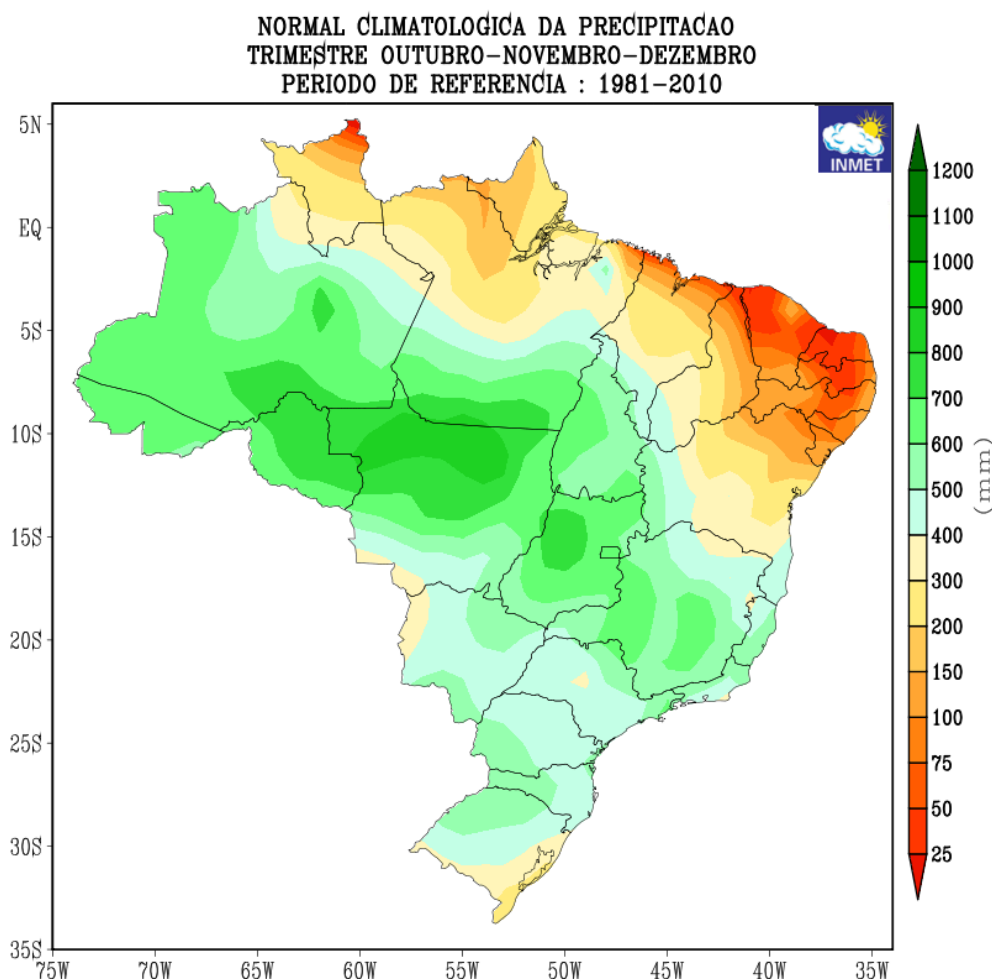 NORMAL CLIMATOLOGICA DA PRECIPITACAO
TRIMESTRE OUTUBRO-NOVEMBRO-DEZEMBRO
PERIODO DE REFERENCIA : 1981-2010
INMET
5N
EQ
5S
10S
15S
20S
25S
30S
35S
75W
70W
65W
60W
55W
50W
45W
40W
35W
1200
1100
1000
900
800
700
600
500
400
300
200
150
100
75
50
25
(mm)